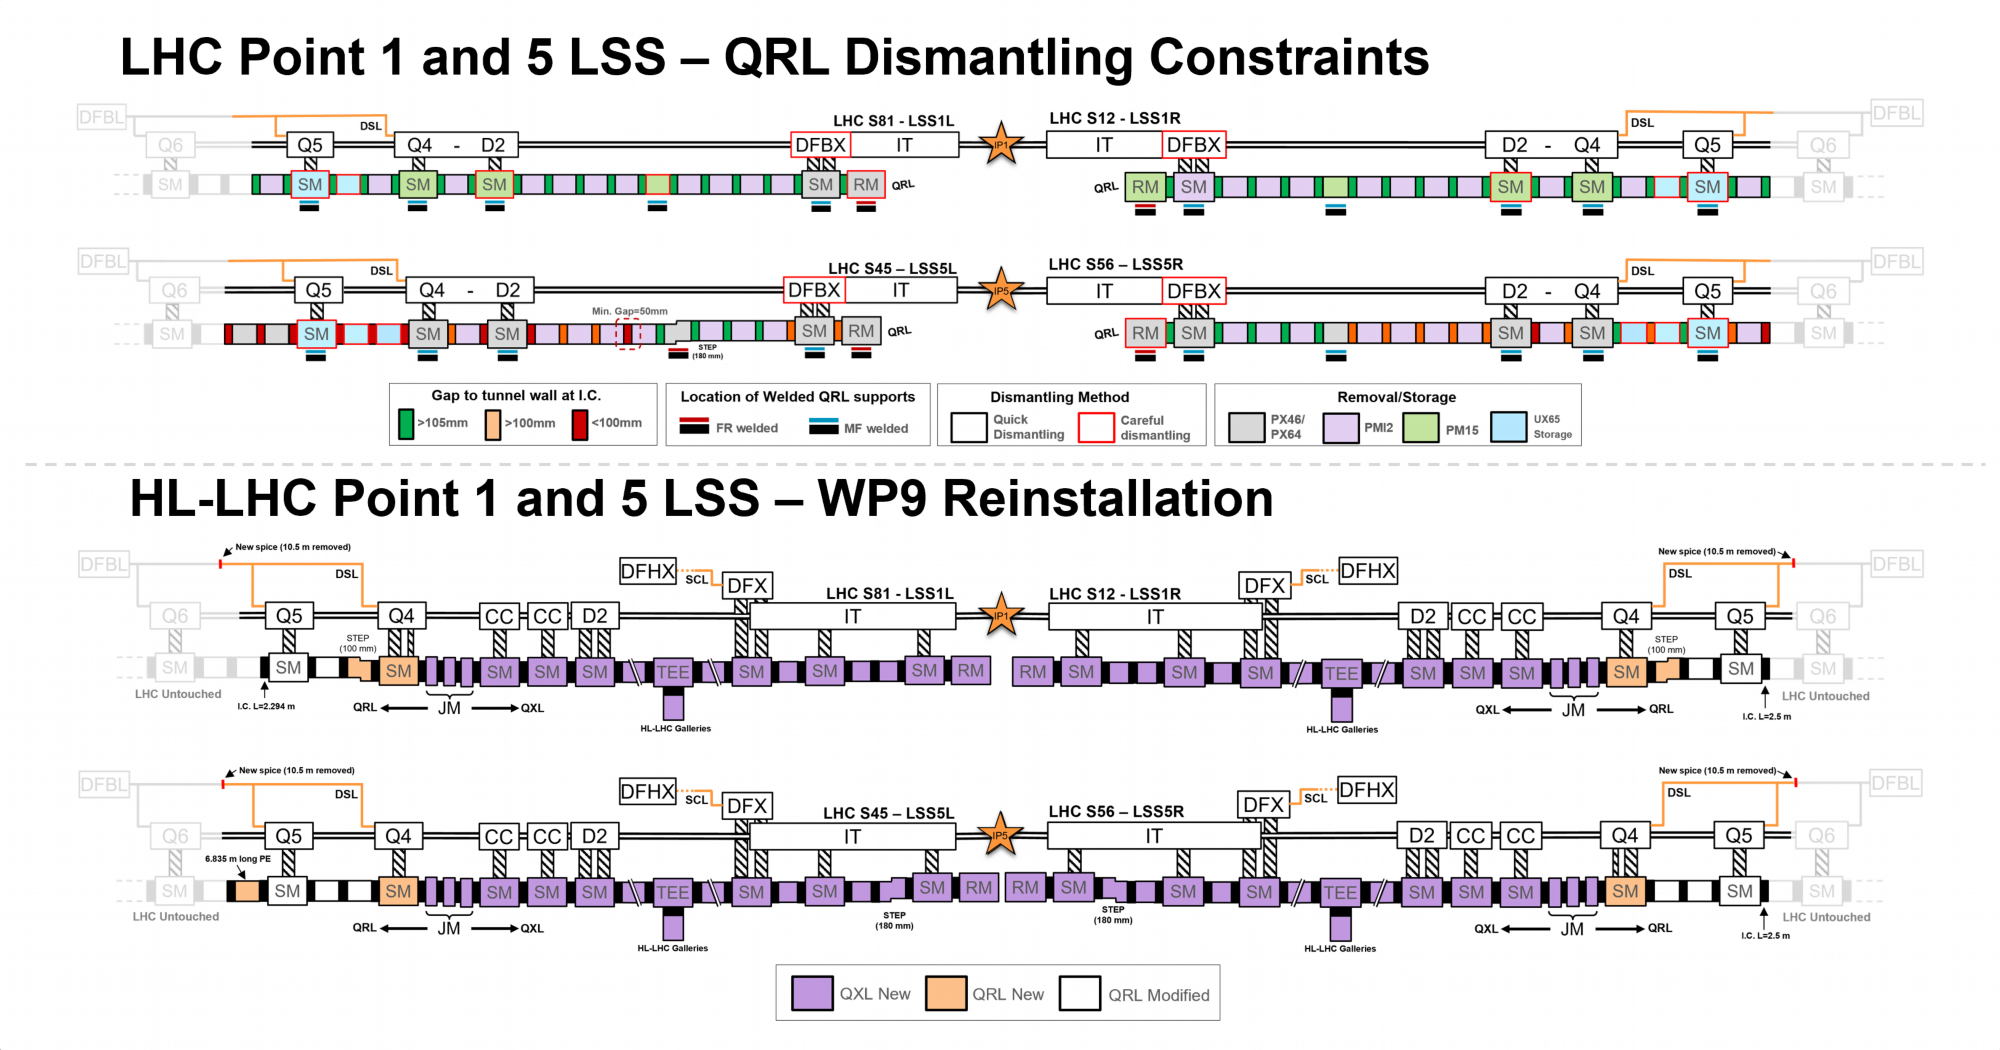 LHC Point 1 and 5 LSS – QRL Dismantling Constraints
DFBL
DSL
LHC S81 - LSS1L
LHC S12 - LSS1R
DSL
DFBL
Q6
Q5
Q4 - D2
DFBX
IT
IP1
IT
DFBX
D2 - Q4
Q5
Q6
SM
SM
SM
SM
SM
RM
QRL
QRL
RM
SM
SM
SM
SM
SM
DFBL
DSL
LHC S45 – LSS5L
LHC S56 – LSS5R
DSL
DFBL
Q6
Q5
Q4 - D2
DFBX
IT
IP5
IT
DFBX
D2 - Q4
Q5
Q6
Min. Gap=50mm
SM
SM
SM
SM
SM
RM
QRL
QRL
RM
SM
SM
SM
SM
SM
STEP
(180 mm)
Gap to tunnel wall at I.C.
>105mm
>100mm
<100mm
Location of Welded QRL supports
FR welded
MF welded
Dismantling Method
Quick
Dismantling
Careful
dismantling
Removal/Storage
PX46/
PX64
PMI2
PM15
UX65
Storage
HL-LHC Point 1 and 5 LSS – WP9 Reinstallation
New spice (10.5 m removed)
New spice (10.5 m removed)
DFBL
DSL
DFHX
SCL
DFX
LHC S81 - LSS1L
LHC S12 - LSS1R
DFX
SCL
DFHX
DSL
DFBL
Q6
Q5
Q4
CC
CC
D2
IT
IP1
IT
D2
CC
CC
Q4
Q5
Q6
STEP
(100 mm)
STEP
(100 mm)
SM
SM
SM
SM
SM
SM
TEE
SM
SM
SM
RM
RM
SM
SM
SM
TEE
SM
SM
SM
SM
SM
SM
LHC Untouched
I.C. L=2.294 m
QRL
JM
QXL
HL-LHC Galleries
HL-LHC Galleries
QXL
JM
QRL
I.C. L=2.5 m
LHC Untouched
New spice (10.5 m removed)
New spice (10.5 m removed)
DFBL
DSL
DFHX
SCL
DFX
LHC S45 – LSS5L
LHC S56 – LSS5R
DFX
SCL
DFHX
DSL
DFBL
Q6
Q5
Q4
CC
CC
D2
IT
IP5
IT
D2
CC
CC
Q4
Q5
Q6
6.835 m long PE
SM
SM
SM
SM
SM
SM
TEE
SM
SM
SM
RM
RM
SM
SM
SM
TEE
SM
SM
SM
SM
SM
SM
LHC Untouched
QRL
JM
QXL
HL-LHC Galleries
STEP
(180 mm)
STEP
(180 mm)
HL-LHC Galleries
QXL
JM
QRL
I.C. L=2.5 m
LHC Untouched
QXL New
QRL New
QRL Modified